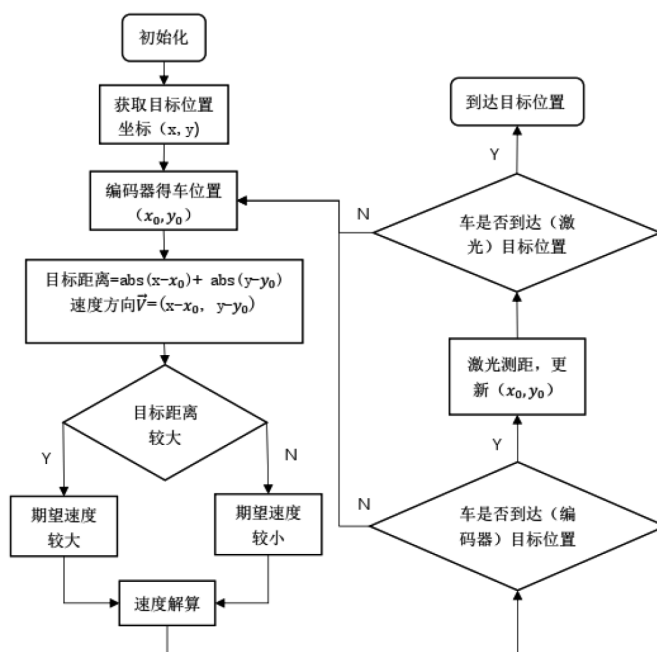 初始化
获取目标位置
坐标（x,y)
编码器得车位置
（x₀,y₀）
目标距离=abs(x-x₀)+ abs(y-y₀)
速度方向V⃗=(x-x₀, y-y₀)
目标距离
较大
Y
N
期望速度
较大
期望速度
较小
速度解算
到达目标位置
Y
N
车是否到达（激
光）目标位置
激光测距，更
新（x₀,y₀）
Y
N
车是否到达（编
码器）目标位置